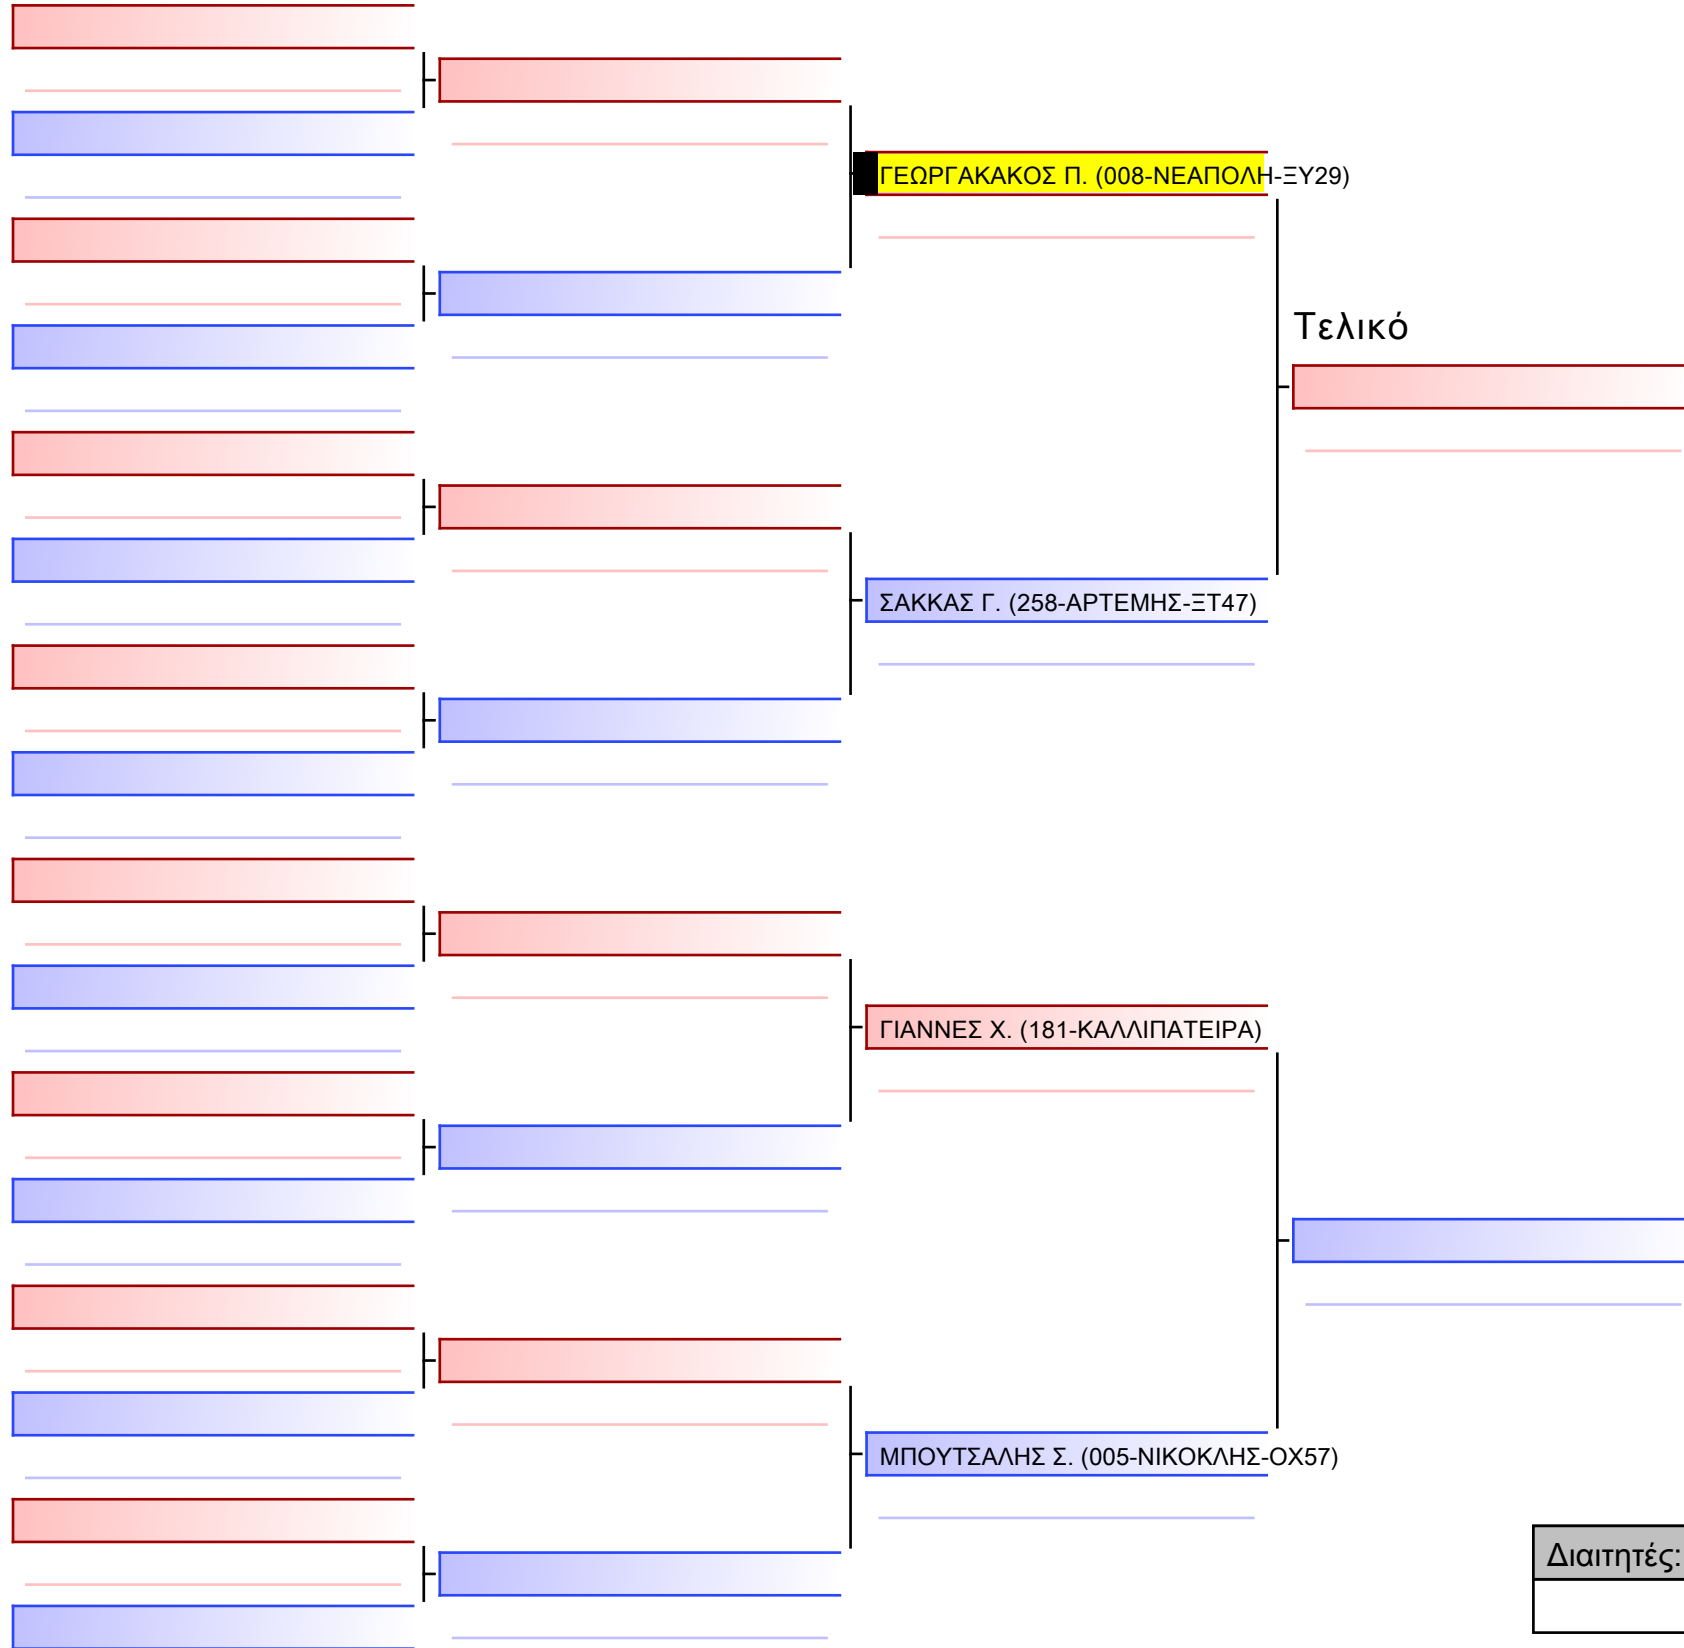 ΓΕΩΡΓΑΚΑΚΟΣ Π. (008-ΝΕΑΠΟΛΗ-ΞΥ29)
Τελικό
ΣΑΚΚΑΣ Γ. (258-ΑΡΤΕΜΗΣ-ΞΤ47)
ΓΙΑΝΝΕΣ Χ. (181-ΚΑΛΛΙΠΑΤΕΙΡΑ)
ΜΠΟΥΤΣΑΛΗΣ Σ. (005-ΝΙΚΟΚΛΗΣ-ΟΧ57)
Διαιτητές: